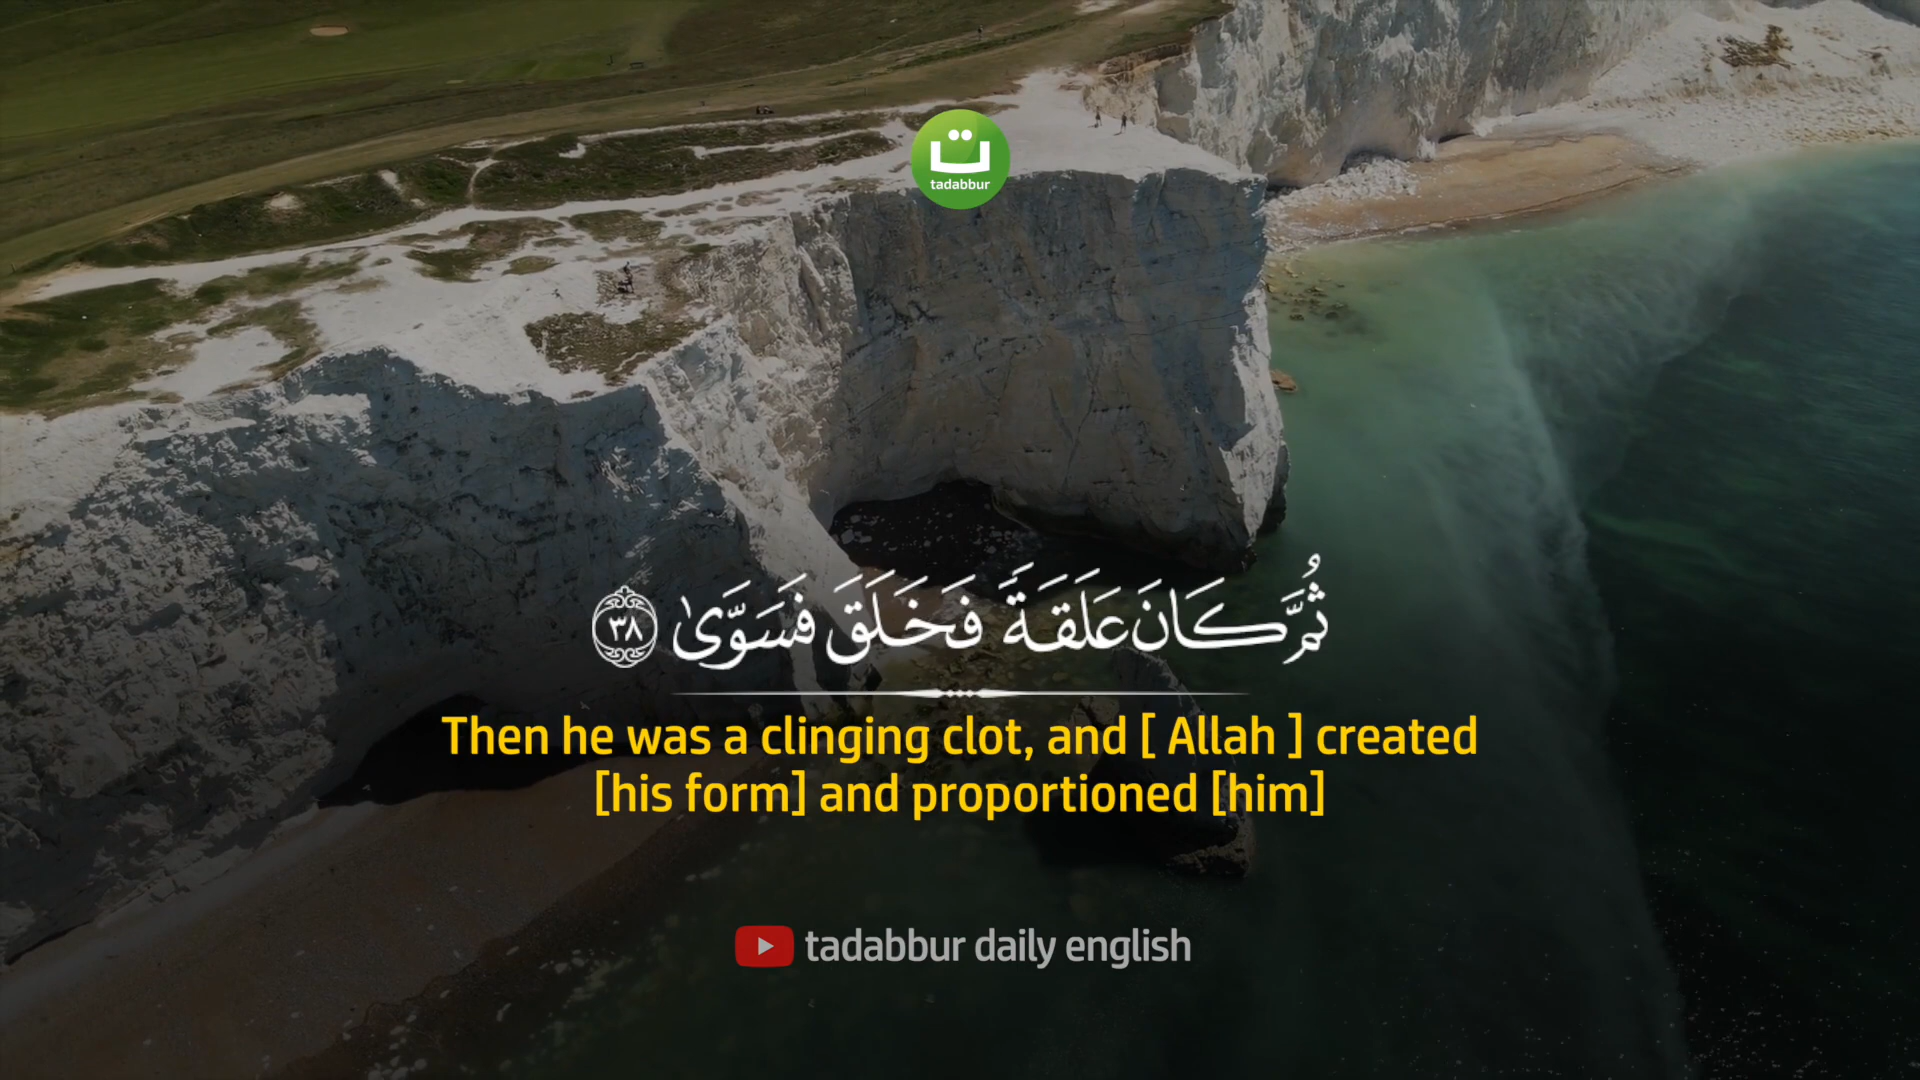 ت
tadabbur
ثُمَّ كَانَ عَلَقَةً فَخَلَقَ فَسَوَّىٰ ٣٨
Then he was a clinging clot, and [ Allah ] created
[his form] and proportioned [him]
tadabbur daily english